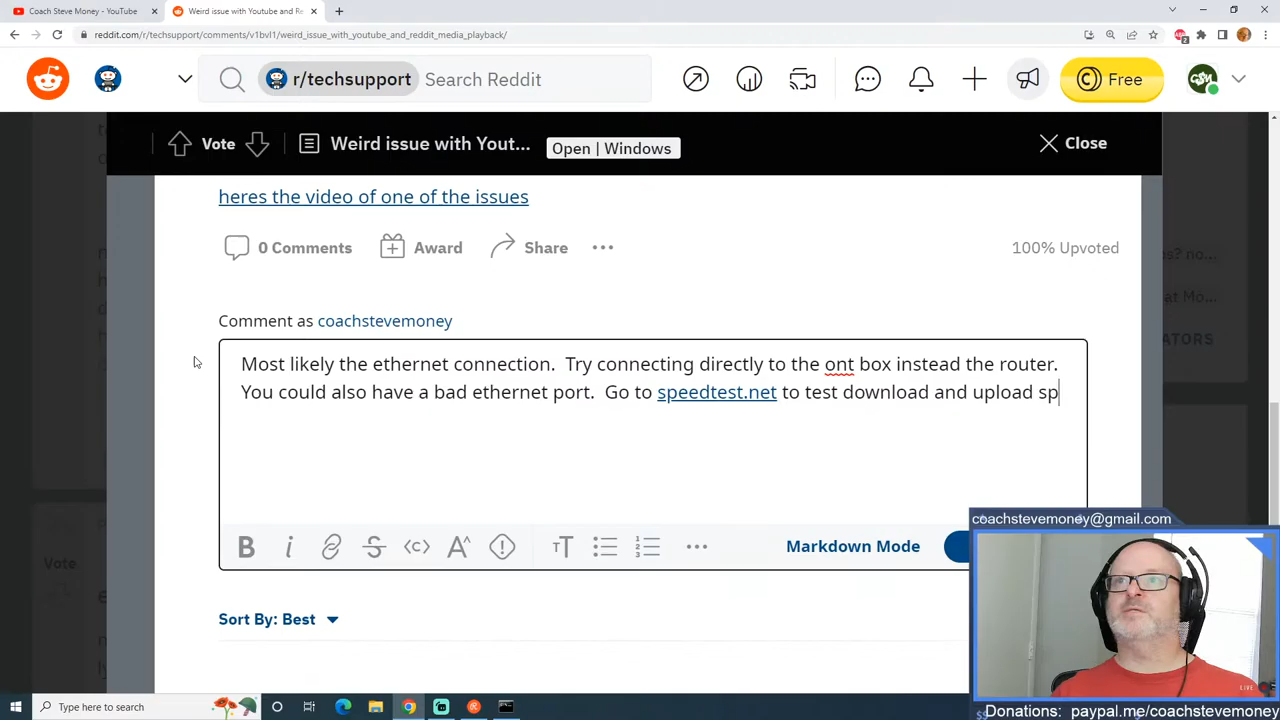 Coach Steve Money - YouTube
Weird issue with Youtube and Re
reddit.com/r/techsupport/comments/v1bvl1/weird_issue_with_youtube_and_reddit_media_playback/
r/techsupport Search Reddit
Free
Vote
Weird issue with Yout...
Open | Windows
Close
heres the video of one of the issues
0 Comments
Award
Share
100% Upvoted
Comment as coachstevemoney
Most likely the ethernet connection.  Try connecting directly to the ont box instead the router.
You could also have a bad ethernet port.  Go to speedtest.net to test download and upload sp
Markdown Mode
Sort By: Best
Vote
coachstevemoney@gmail.com
LIVE
Donations: paypal.me/coachstevemoney
Type here to search